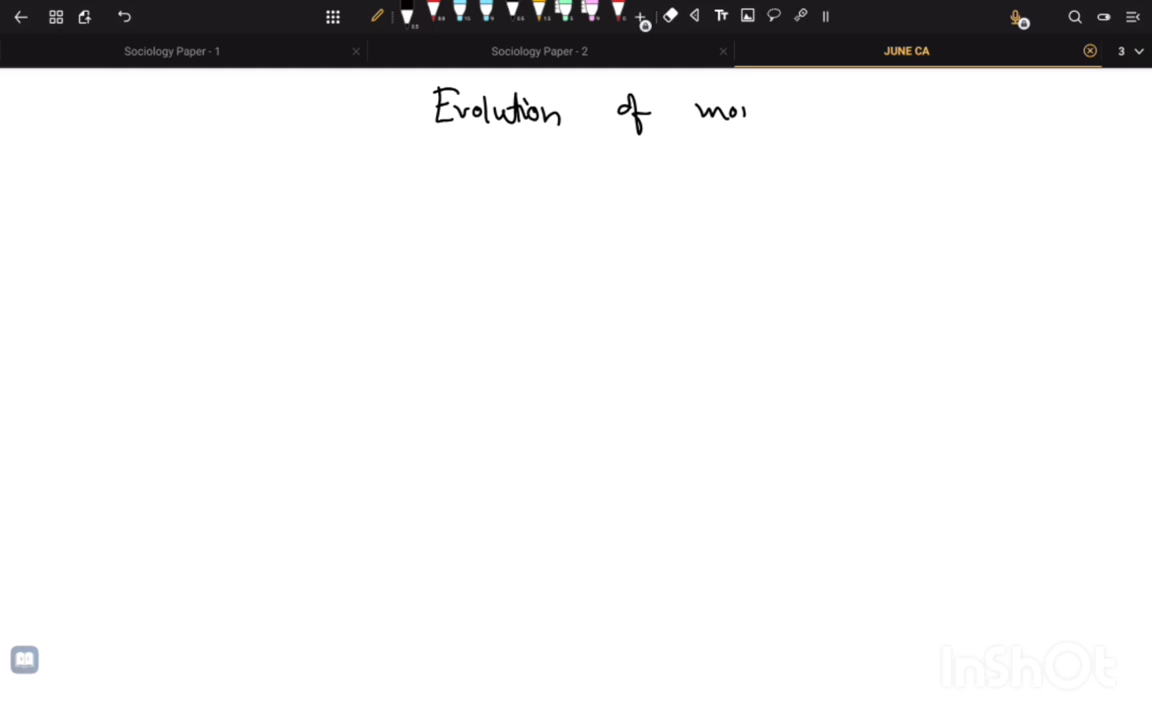 Sociology Paper - 1
Sociology Paper - 2
JUNE CA
3
Evolution of
InShOt